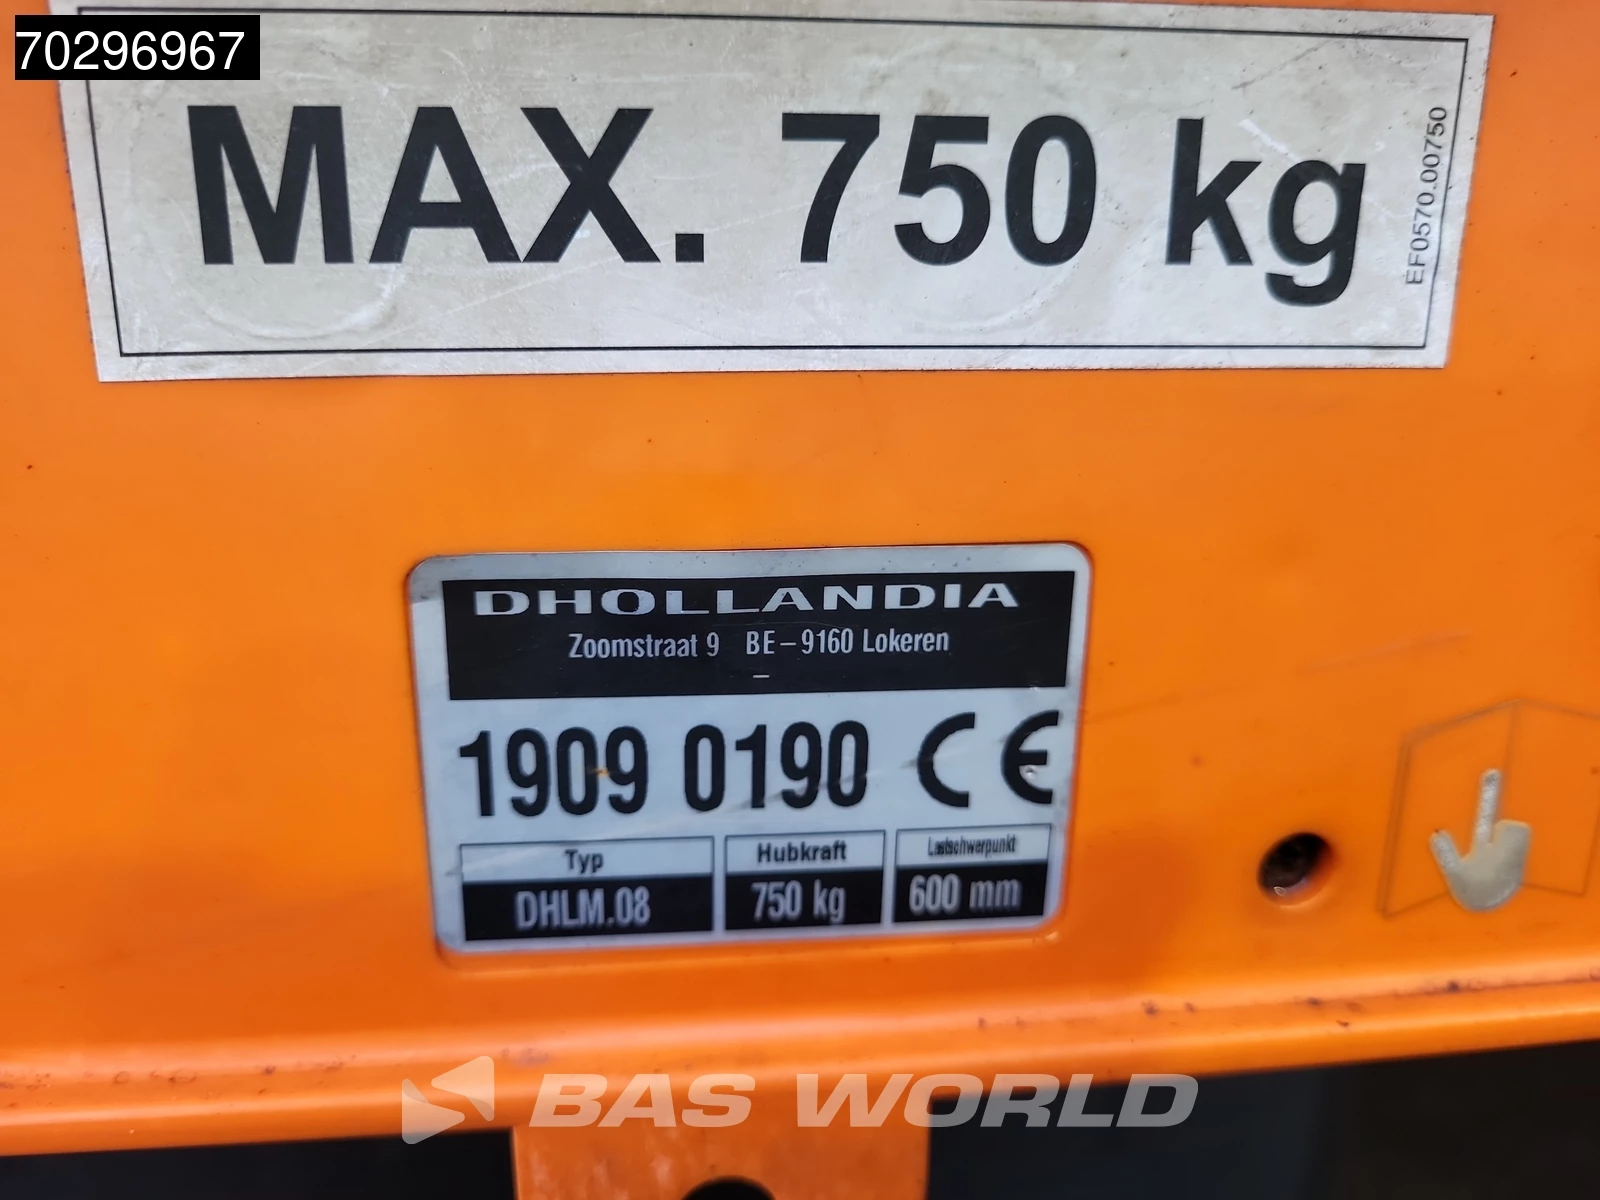 70296967
MAX. 750 kg
EF0570.00750
DHOLLANDIA
Zoomstraat 9 BE-9160 Lokeren
–
1909 0190 CE
Typ Hubkraft Lastschwerpunkt
DHLM.08 750 kg 600 mm
BAS WORLD